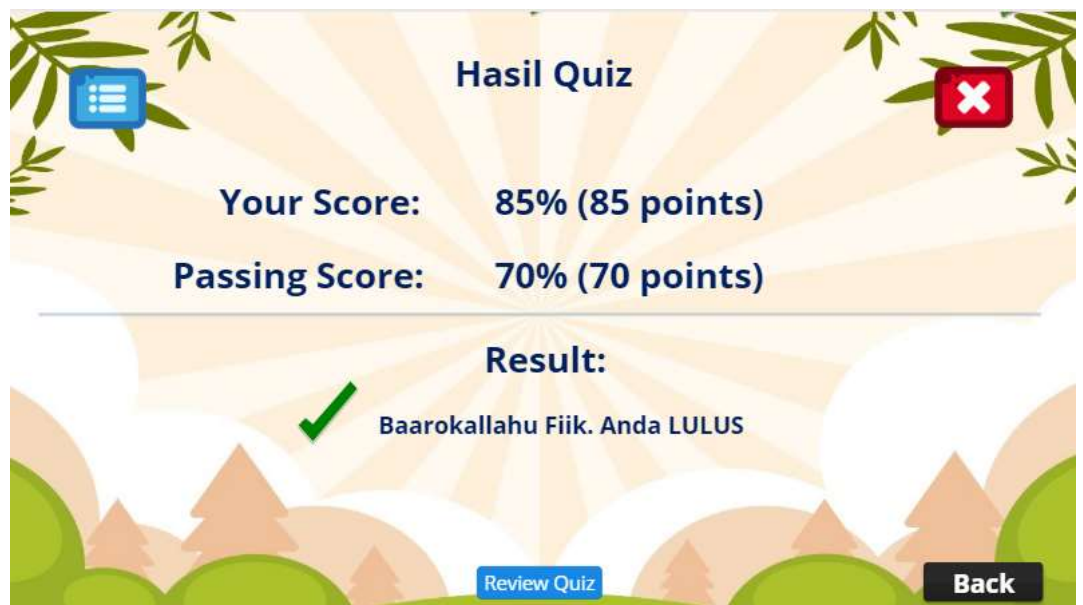 Hasil Quiz
Your Score: 85% (85 points)
Passing Score: 70% (70 points)
Result:
Baarokallahu Fiik. Anda LULUS
Review Quiz
Back